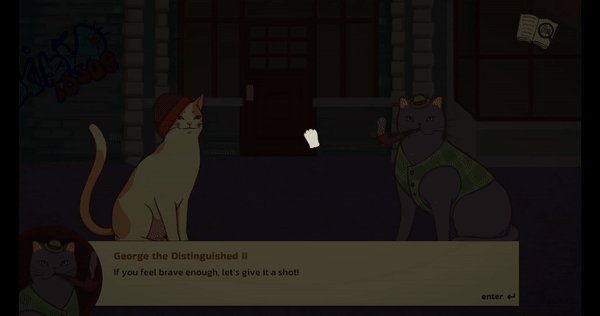 George the Distinguished II
If you feel brave enough, let's give it a shot!
enter